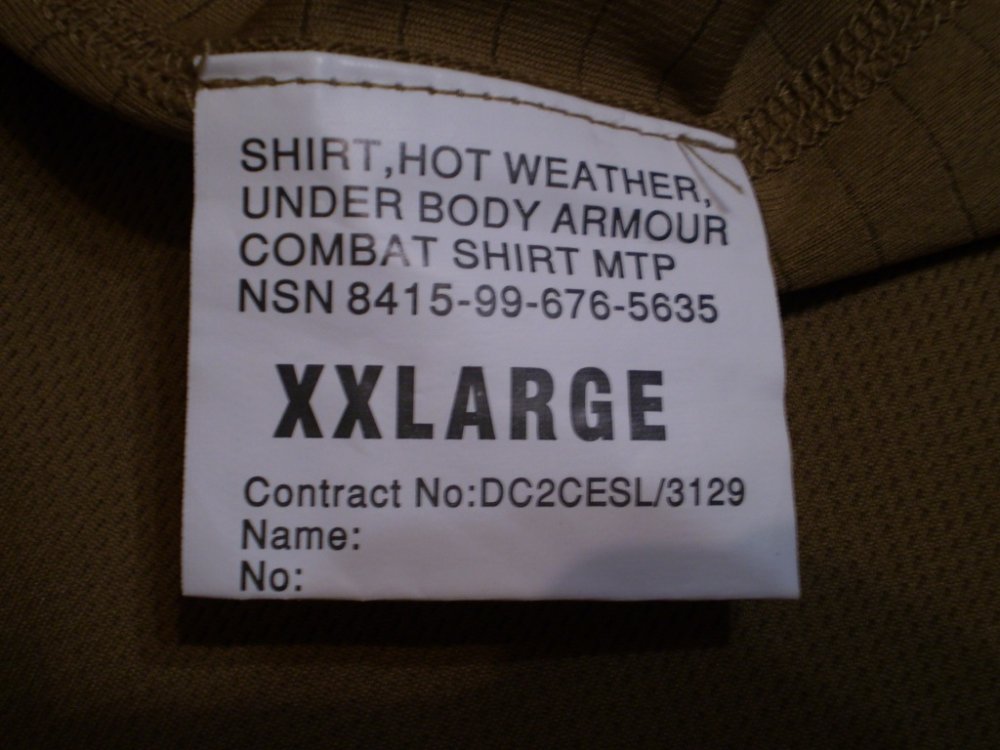 SHIRT,HOT WEATHER,
UNDER BODY ARMOUR
COMBAT SHIRT MTP
NSN 8415-99-676-5635
XXLARGE
Contract No:DC2CESL/3129
Name:
No: